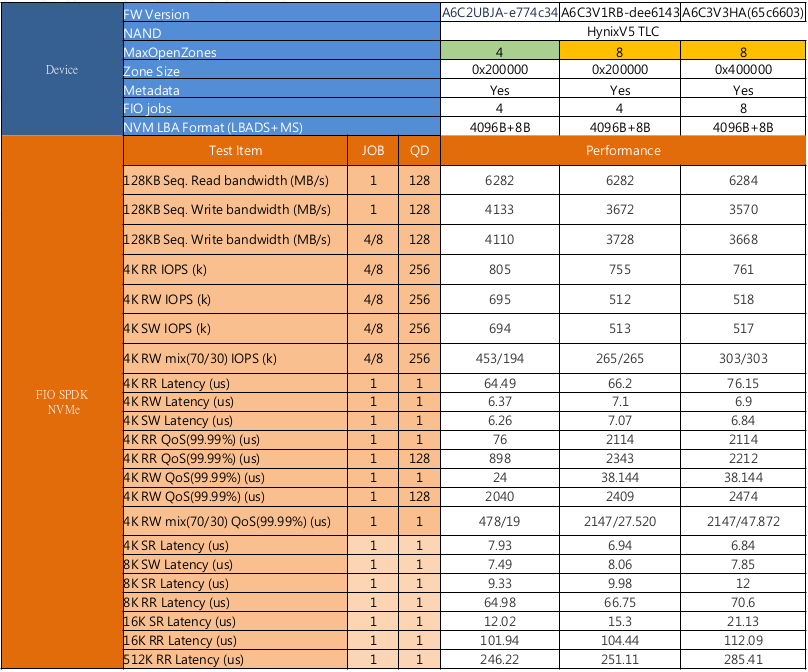 Device
FW Version A6C2UBJA-e774c34 A6C3V1RB-dee6143 A6C3V3HA(65c6603)
NAND HynixV5 TLC
MaxOpenZones 4 8 8
Zone Size 0x200000 0x200000 0x400000
Metadata Yes Yes Yes
FIO jobs 4 4 8
NVM LBA Format (LBADS+MS) 4096B+8B 4096B+8B 4096B+8B
Test Item JOB QD Performance
FIO SPDK
NVMe
128KB Seq. Read bandwidth (MB/s) 1 128 6282 6282 6284
128KB Seq. Write bandwidth (MB/s) 1 128 4133 3672 3570
128KB Seq. Write bandwidth (MB/s) 4/8 128 4110 3728 3668
4K RR IOPS (k) 4/8 256 805 755 761
4K RW IOPS (k) 4/8 256 695 512 518
4K SW IOPS (k) 4/8 256 694 513 517
4K RW mix(70/30) IOPS (k) 4/8 256 453/194 265/265 303/303
4K RR Latency (us) 1 1 64.49 66.2 76.15
4K RW Latency (us) 1 1 6.37 7.1 6.9
4K SW Latency (us) 1 1 6.26 7.07 6.84
4K RR QoS(99.99%) (us) 1 1 76 2114 2114
4K RR QoS(99.99%) (us) 1 128 898 2343 2212
4K RW QoS(99.99%) (us) 1 1 24 38.144 38.144
4K RW QoS(99.99%) (us) 1 128 2040 2409 2474
4K RW mix(70/30) QoS(99.99%) (us) 1 1 478/19 2147/27.520 2147/47.872
4K SR Latency (us) 1 1 7.93 6.94 6.84
8K SW Latency (us) 1 1 7.49 8.06 7.85
8K SR Latency (us) 1 1 9.33 9.98 12
8K RR Latency (us) 1 1 64.98 66.75 70.6
16K SR Latency (us) 1 1 12.02 15.3 21.13
16K RR Latency (us) 1 1 101.94 104.44 112.09
512K RR Latency (us) 1 1 246.22 251.11 285.41